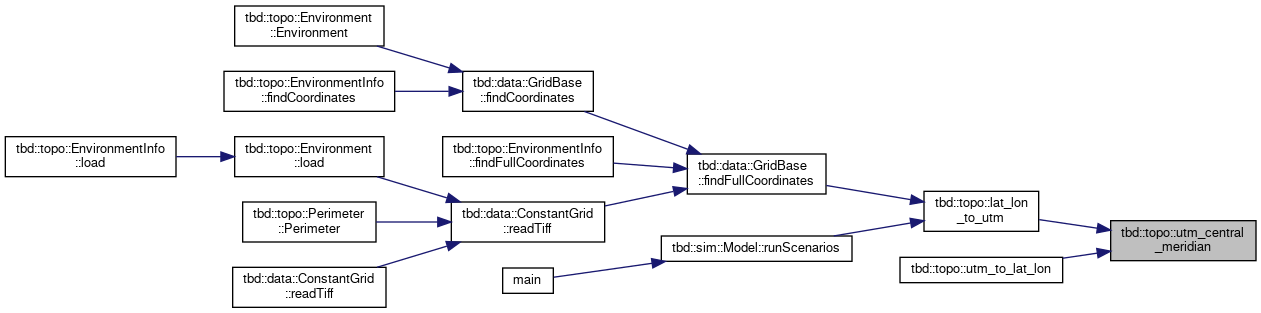 tbd::topo::Environment
::Environment
tbd::topo::EnvironmentInfo
::findCoordinates
tbd::data::GridBase
::findCoordinates
tbd::topo::EnvironmentInfo
::load
tbd::topo::Environment
::load
tbd::topo::EnvironmentInfo
::findFullCoordinates
tbd::data::GridBase
::findFullCoordinates
tbd::topo::Perimeter
::Perimeter
tbd::data::ConstantGrid
::readTiff
tbd::topo::lat_lon
_to_utm
tbd::topo::utm_central
_meridian
tbd::data::ConstantGrid
::readTiff
main
tbd::sim::Model::runScenarios
tbd::topo::utm_to_lat_lon